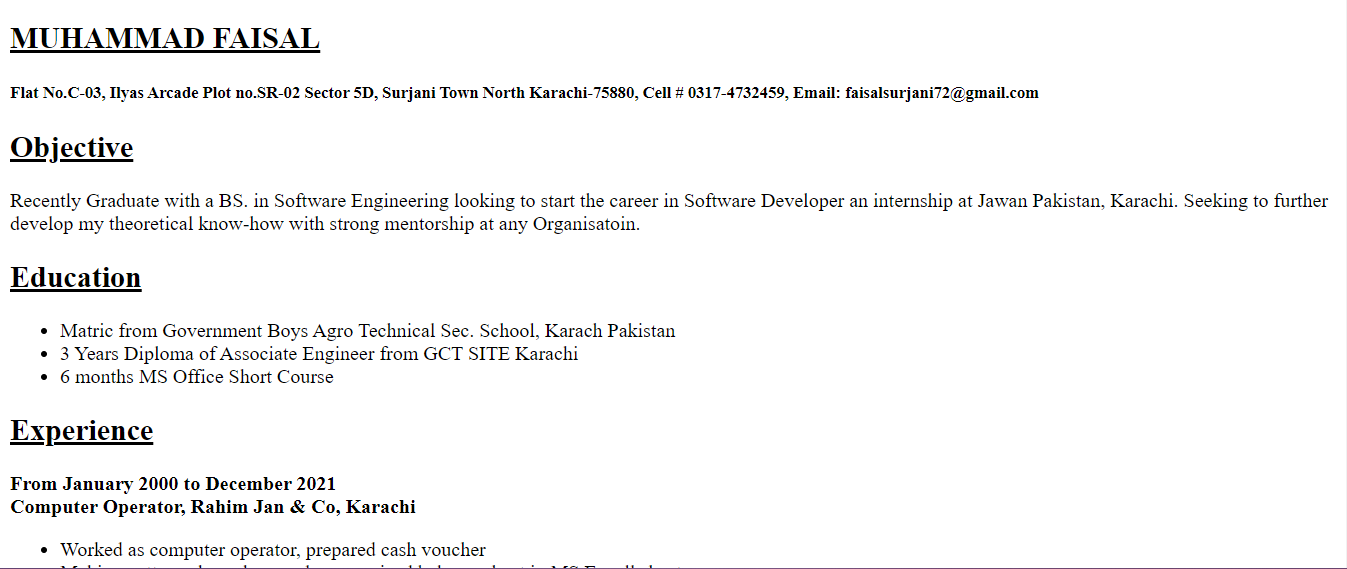 MUHAMMAD FAISAL
Flat No.C-03, Ilyas Arcade Plot no.SR-02 Sector 5D, Surjani Town North Karachi-75880, Cell # 0317-4732459, Email: faisalsurjani72@gmail.com
Objective
Recently Graduate with a BS. in Software Engineering looking to start the career in Software Developer an internship at Jawan Pakistan, Karachi. Seeking to further
develop my theoretical know-how with strong mentorship at any Organisatoin.
Education
• Matric from Government Boys Agro Technical Sec. School, Karach Pakistan
• 3 Years Diploma of Associate Engineer from GCT SITE Karachi
• 6 months MS Office Short Course
Experience
From January 2000 to December 2021
Computer Operator, Rahim Jan & Co, Karachi
• Worked as computer operator, prepared cash voucher